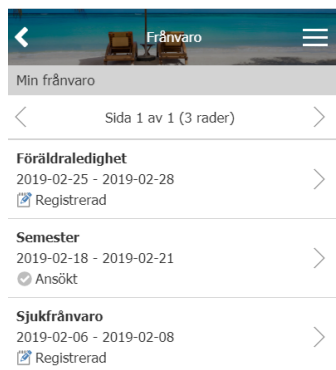 Frånvaro
Min frånvaro
Sida 1 av 1 (3 rader)
Föräldraledighet
2019-02-25 - 2019-02-28
Registrerad
Semester
2019-02-18 - 2019-02-21
Ansökt
Sjukfrånvaro
2019-02-06 - 2019-02-08
Registrerad